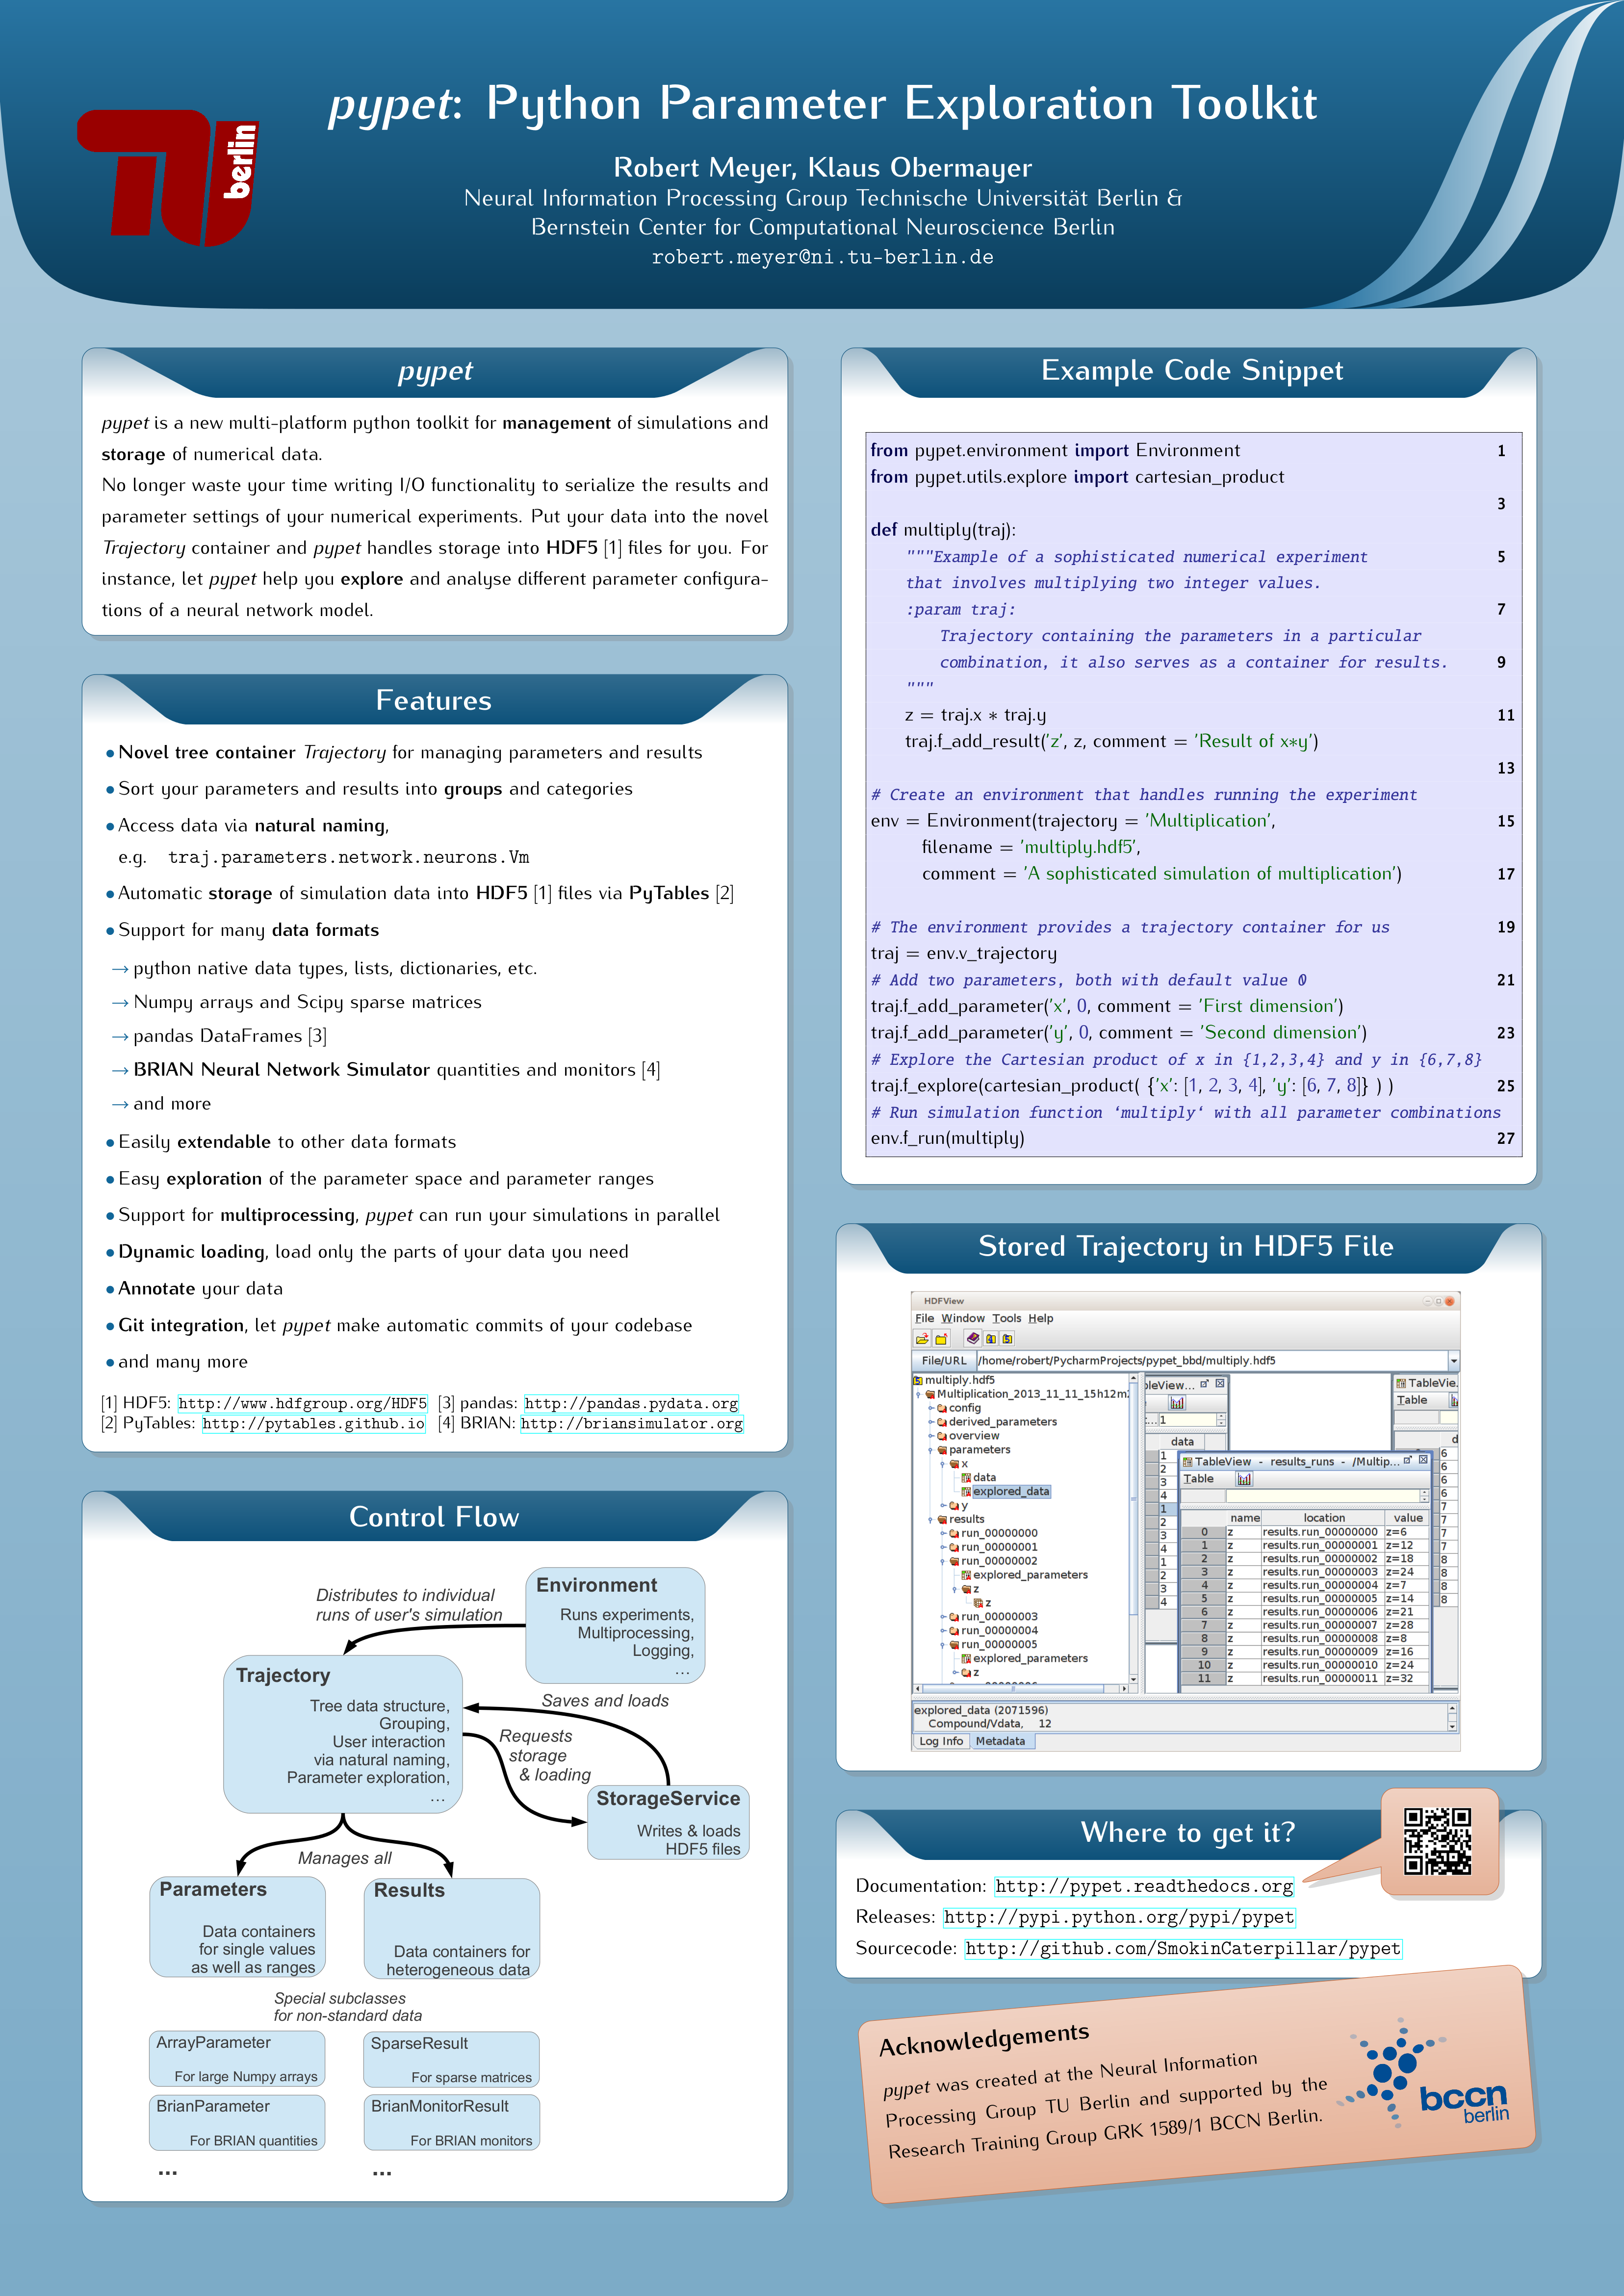 pypet: Python Parameter Exploration Toolkit
berlin
Robert Meyer, Klaus Obermayer
Neural Information Processing Group Technische Universität Berlin &
Bernstein Center for Computational Neuroscience Berlin
robert.meyer@ni.tu-berlin.de
pypet
pypet is a new multi-platform python toolkit for management of simulations and
storage of numerical data.
No longer waste your time writing I/O functionality to serialize the results and
parameter settings of your numerical experiments. Put your data into the novel
Trajectory container and pypet handles storage into HDF5 [1] files for you. For
instance, let pypet help you explore and analyse different parameter configura-
tions of a neural network model.
Features
• Novel tree container Trajectory for managing parameters and results
• Sort your parameters and results into groups and categories
• Access data via natural naming,
e.g. traj.parameters.network.neurons.Vm
• Automatic storage of simulation data into HDF5 [1] files via PyTables [2]
• Support for many data formats
→ python native data types, lists, dictionaries, etc.
→ Numpy arrays and Scipy sparse matrices
→ pandas DataFrames [3]
→ BRIAN Neural Network Simulator quantities and monitors [4]
→ and more
• Easily extendable to other data formats
• Easy exploration of the parameter space and parameter ranges
• Support for multiprocessing, pypet can run your simulations in parallel
• Dynamic loading, load only the parts of your data you need
• Annotate your data
• Git integration, let pypet make automatic commits of your codebase
• and many more
[1] HDF5: http://www.hdfgroup.org/HDF5 [3] pandas: http://pandas.pydata.org
[2] PyTables: http://pytables.github.io [4] BRIAN: http://briansimulator.org
Control Flow
Distributes to individual
runs of user's simulation
Environment
Runs experiments,
Multiprocessing,
Logging,
...
Trajectory
Tree data structure,
Grouping,
User interaction
via natural naming,
Parameter exploration,
...
Saves and loads
Requests
storage
& loading
StorageService
Writes & loads
HDF5 files
Manages all
Parameters
Data containers
for single values
as well as ranges
Results
Data containers for
heterogeneous data
Special subclasses
for non-standard data
ArrayParameter
For large Numpy arrays
SparseResult
For sparse matrices
BrianParameter
For BRIAN quantities
BrianMonitorResult
For BRIAN monitors
...
...
Example Code Snippet
from pypet.environment import Environment 1
from pypet.utils.explore import cartesian_product
3
def multiply(traj):
"""Example of a sophisticated numerical experiment 5
that involves multiplying two integer values.
:param traj: 7
Trajectory containing the parameters in a particular
combination, it also serves as a container for results. 9
"""
z = traj.x * traj.y 11
traj.f_add_result('z', z, comment = 'Result of x*y')
13
# Create an environment that handles running the experiment
env = Environment(trajectory = 'Multiplication', 15
filename = 'multiply.hdf5',
comment = 'A sophisticated simulation of multiplication') 17
# The environment provides a trajectory container for us 19
traj = env.v_trajectory
# Add two parameters, both with default value 0 21
traj.f_add_parameter('x', 0, comment = 'First dimension')
traj.f_add_parameter('y', 0, comment = 'Second dimension') 23
# Explore the Cartesian product of x in {1,2,3,4} and y in {6,7,8}
traj.f_explore(cartesian_product( {'x': [1, 2, 3, 4], 'y': [6, 7, 8]} ) ) 25
# Run simulation function ‘multiply‘ with all parameter combinations
env.f_run(multiply) 27
Stored Trajectory in HDF5 File
HDFView
File Window Tools Help
File/URL /home/robert/PycharmProjects/pypet_bbd/multiply.hdf5
multiply.hdf5
Multiplication_2013_11_11_15h12m
config
derived_parameters
overview
parameters
x
data
explored_data
y
results
run_00000000
run_00000001
run_00000002
explored_parameters
z
z
run_00000003
run_00000004
run_00000005
explored_parameters
z
bleView...
1
data
1
2
3
4
1
2
3
4
1
2
3
4
TableVie
Table
d
6
6
6
6
7
7
7
7
8
8
8
8
TableView - results_runs - /Multip...
Table
name location value
0 z results.run_00000000 z=6
1 z results.run_00000001 z=12
2 z results.run_00000002 z=18
3 z results.run_00000003 z=24
4 z results.run_00000004 z=7
5 z results.run_00000005 z=14
6 z results.run_00000006 z=21
7 z results.run_00000007 z=28
8 z results.run_00000008 z=8
9 z results.run_00000009 z=16
10 z results.run_00000010 z=24
11 z results.run_00000011 z=32
explored_data (2071596)
Compound/Vdata, 12
Log Info Metadata
Where to get it?
Documentation: http://pypet.readthedocs.org
Releases: http://pypi.python.org/pypi/pypet
Sourcecode: http://github.com/SmokinCaterpillar/pypet
Acknowledgements
pypet was created at the Neural Information
Processing Group TU Berlin and supported by the
Research Training Group GRK 1589/1 BCCN Berlin.
bccn
berlin